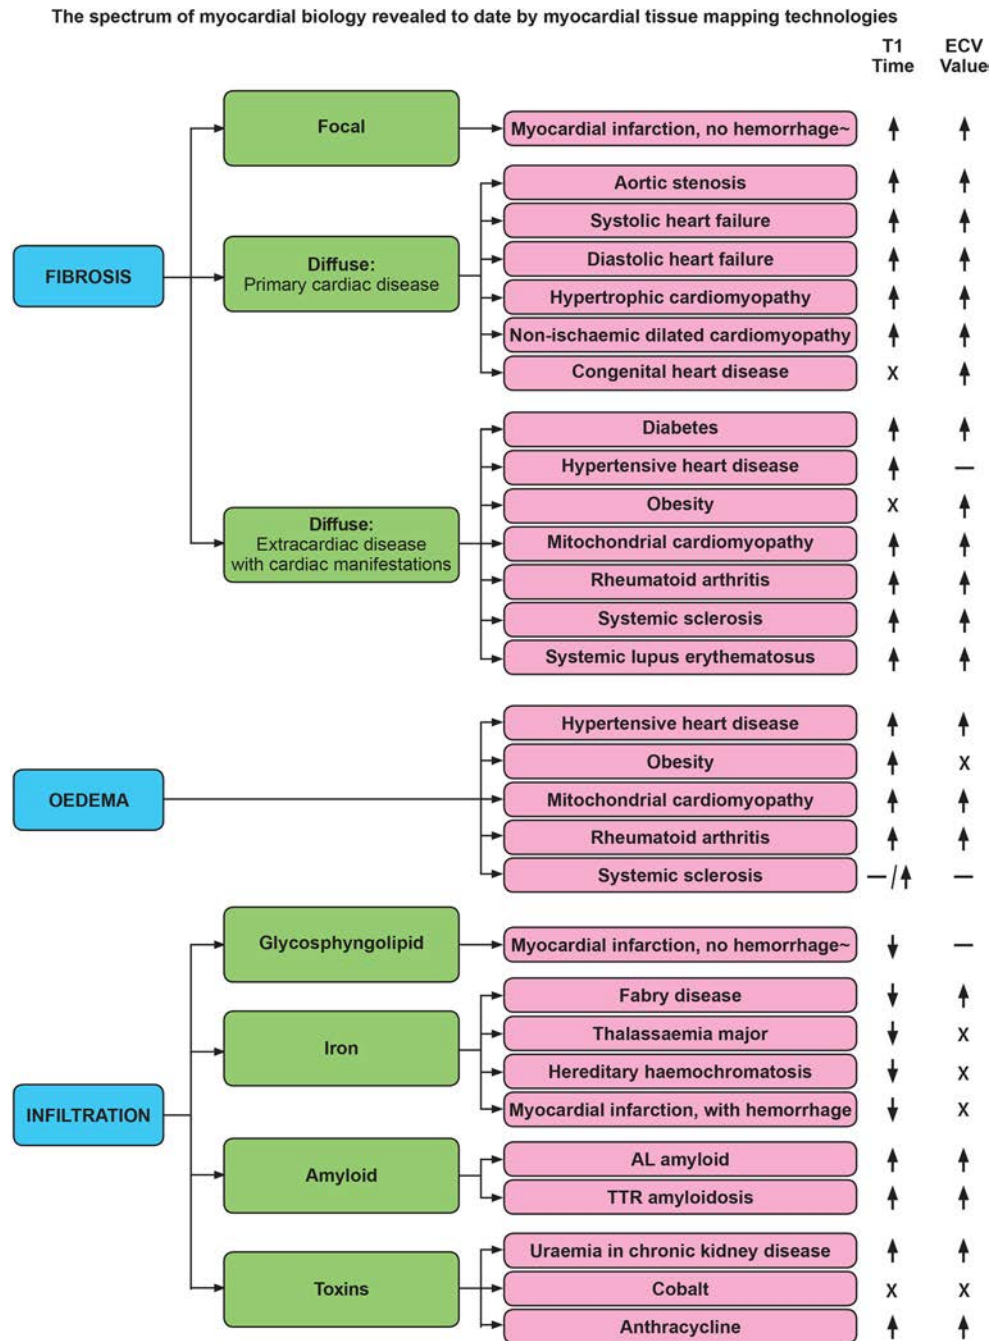 The spectrum of myocardial biology revealed to date by myocardial tissue mapping technologies
T1 Time
ECV Value
FIBROSIS
Focal
Myocardial infarction, no hemorrhage~ ↑ ↑
Diffuse:
Primary cardiac disease
Aortic stenosis ↑ ↑
Systolic heart failure ↑ ↑
Diastolic heart failure ↑ ↑
Hypertrophic cardiomyopathy ↑ ↑
Non-ischaemic dilated cardiomyopathy ↑ ↑
Congenital heart disease X ↑
Diffuse:
Extracardiac disease
with cardiac manifestations
Diabetes ↑ ↑
Hypertensive heart disease ↑ —
Obesity X ↑
Mitochondrial cardiomyopathy ↑ ↑
Rheumatoid arthritis ↑ ↑
Systemic sclerosis ↑ ↑
Systemic lupus erythematosus ↑ ↑
OEDEMA
Hypertensive heart disease ↑ ↑
Obesity ↑ X
Mitochondrial cardiomyopathy ↑ ↑
Rheumatoid arthritis ↑ ↑
Systemic sclerosis —/↑ —
INFILTRATION
Glycosphyngolipid
Myocardial infarction, no hemorrhage~ ↓ —
Iron
Fabry disease ↓ ↑
Thalassaemia major ↓ X
Hereditary haemochromatosis ↓ X
Myocardial infarction, with hemorrhage ↓ X
Amyloid
AL amyloid ↑ ↑
TTR amyloidosis ↑ ↑
Toxins
Uraemia in chronic kidney disease ↑ ↑
Cobalt X X
Anthracycline ↑ ↑